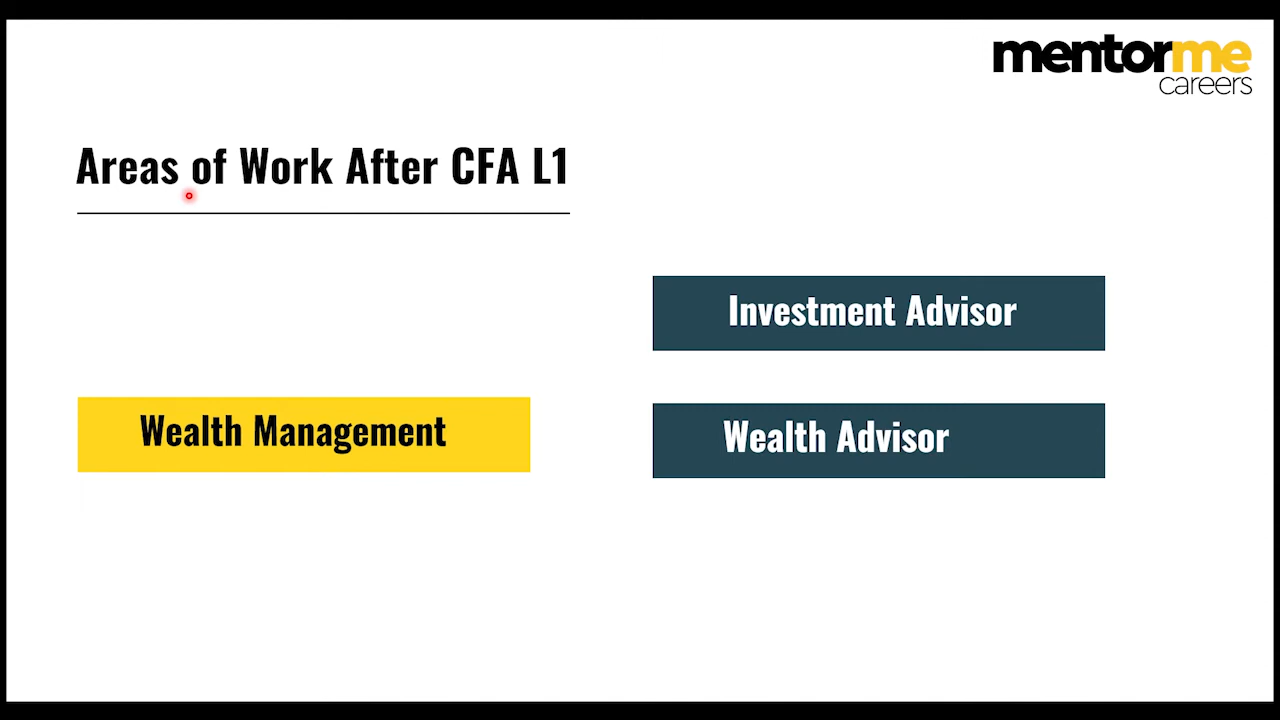 mentorme
careers
Areas of Work After CFA L1
Investment Advisor
Wealth Management
Wealth Advisor